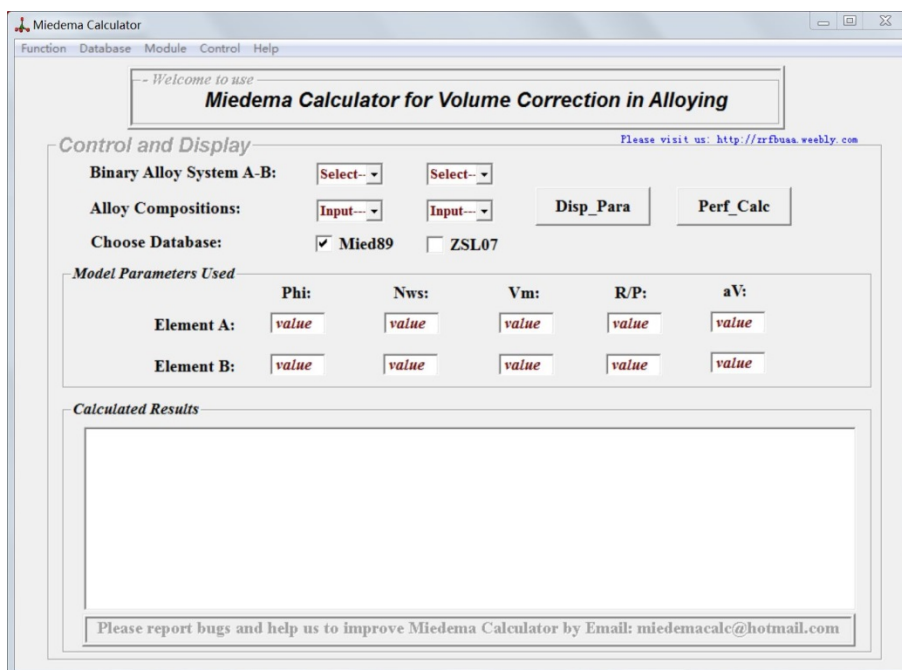 Miedema Calculator
Function Database Module Control Help
-- Welcome to use
Miedema Calculator for Volume Correction in Alloying
Please visit us: http://zrfbuaa.weebly.com
Control and Display
Binary Alloy System A-B: Select-- Select--
Alloy Compositions: Input--- Input--- Disp_Para Perf_Calc
Choose Database: Mied89 ZSL07
Model Parameters Used
Phi: Nws: Vm: R/P: aV:
Element A: value value value value value
Element B: value value value value value
Calculated Results
Please report bugs and help us to improve Miedema Calculator by Email: miedemacalc@hotmail.com